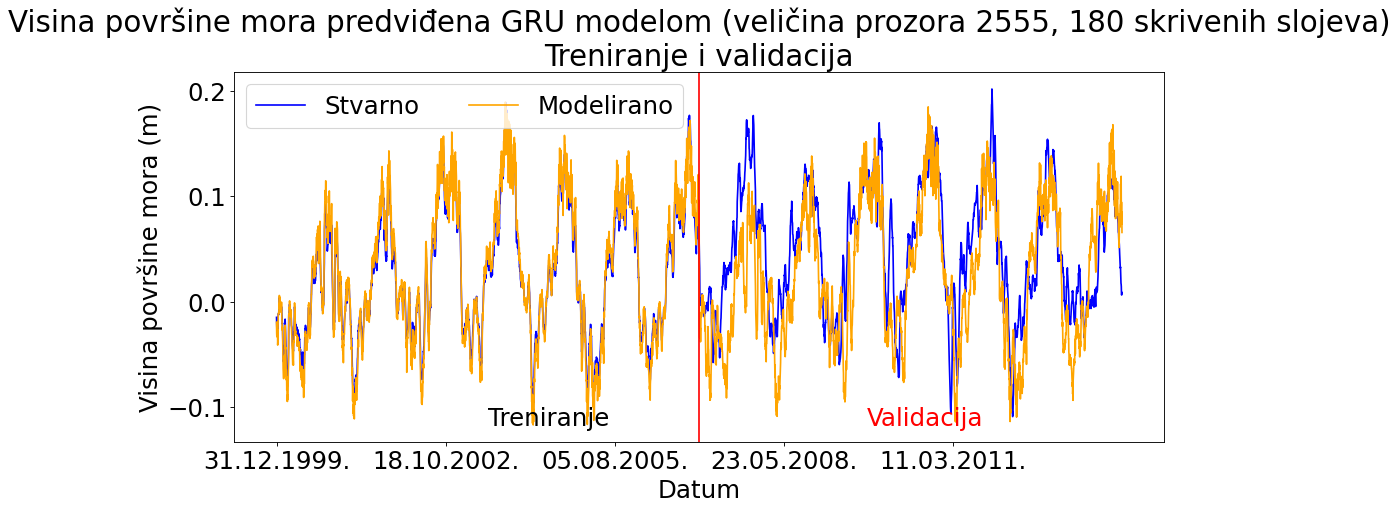 Visina površine mora predviđena GRU modelom (veličina prozora 2555, 180 skrivenih slojeva)
Treniranje i validacija
Stvarno Modelirano
Visina površine mora (m)
0.2
0.1
0.0
−0.1
Treniranje Validacija
31.12.1999. 18.10.2002. 05.08.2005. 23.05.2008. 11.03.2011.
Datum